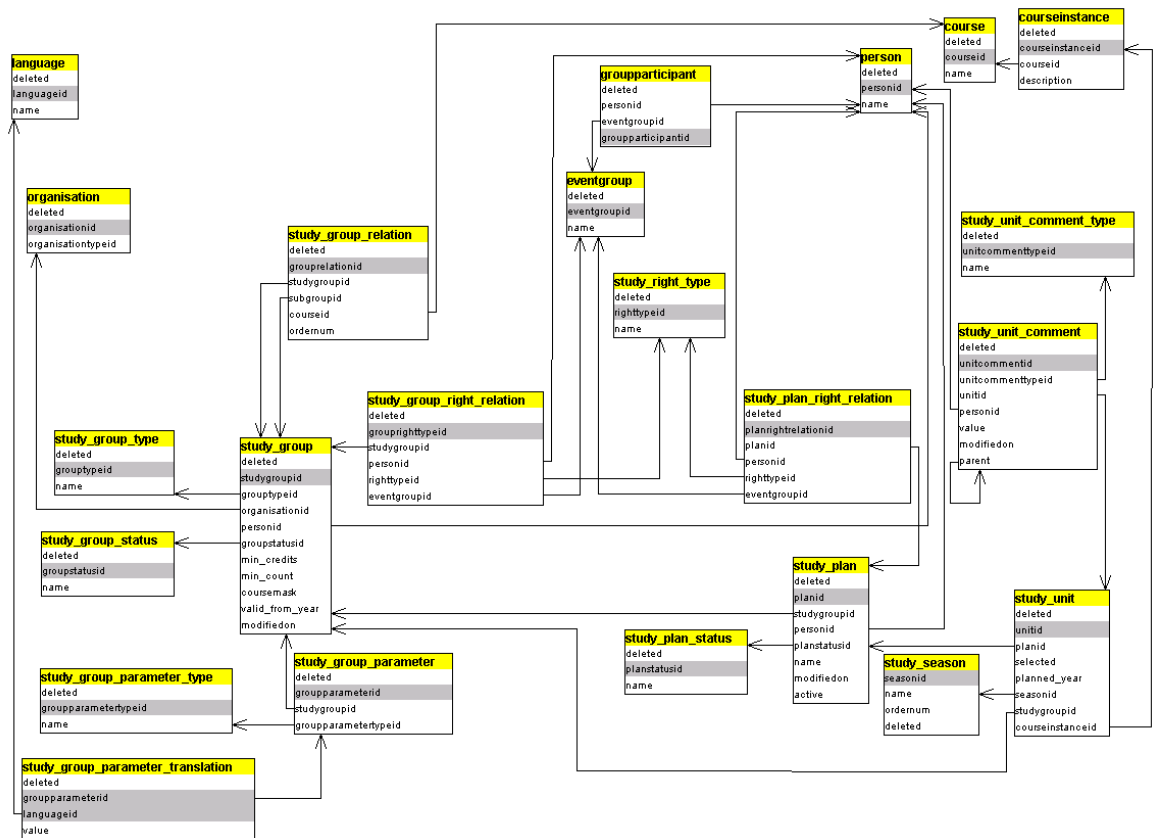 language
deleted
languageid
name
organisation
deleted
organisationid
organisationtypeid
study_group_relation
deleted
grouprelationid
studygroupid
subgroupid
courseid
ordernum
groupparticipant
deleted
personid
eventgroupid
groupparticipantid
eventgroup
deleted
eventgroupid
name
person
deleted
personid
name
course
deleted
courseid
name
courseinstance
deleted
courseinstanceid
courseid
description
study_right_type
deleted
righttypeid
name
study_unit_comment_type
deleted
unitcommenttypeid
name
study_unit_comment
deleted
unitcommentid
unitcommenttypeid
unitid
personid
value
modifiedon
parent
study_group_right_relation
deleted
grouprighttypeid
studygroupid
personid
righttypeid
eventgroupid
study_plan_right_relation
deleted
planrightrelationid
planid
personid
righttypeid
eventgroupid
study_group_type
deleted
grouptypeid
name
study_group
deleted
studygroupid
grouptypeid
organisationid
personid
groupstatusid
min_credits
min_count
coursemask
valid_from_year
modifiedon
study_group_status
deleted
groupstatusid
name
study_plan
deleted
planid
studygroupid
personid
planstatusid
name
modifiedon
active
study_unit
deleted
unitid
planid
selected
planned_year
seasonid
studygroupid
courseinstanceid
study_plan_status
deleted
planstatusid
name
study_season
seasonid
name
ordernum
deleted
study_group_parameter
deleted
groupparameterid
studygroupid
groupparametertypeid
study_group_parameter_type
deleted
groupparametertypeid
name
study_group_parameter_translation
deleted
groupparameterid
languageid
value